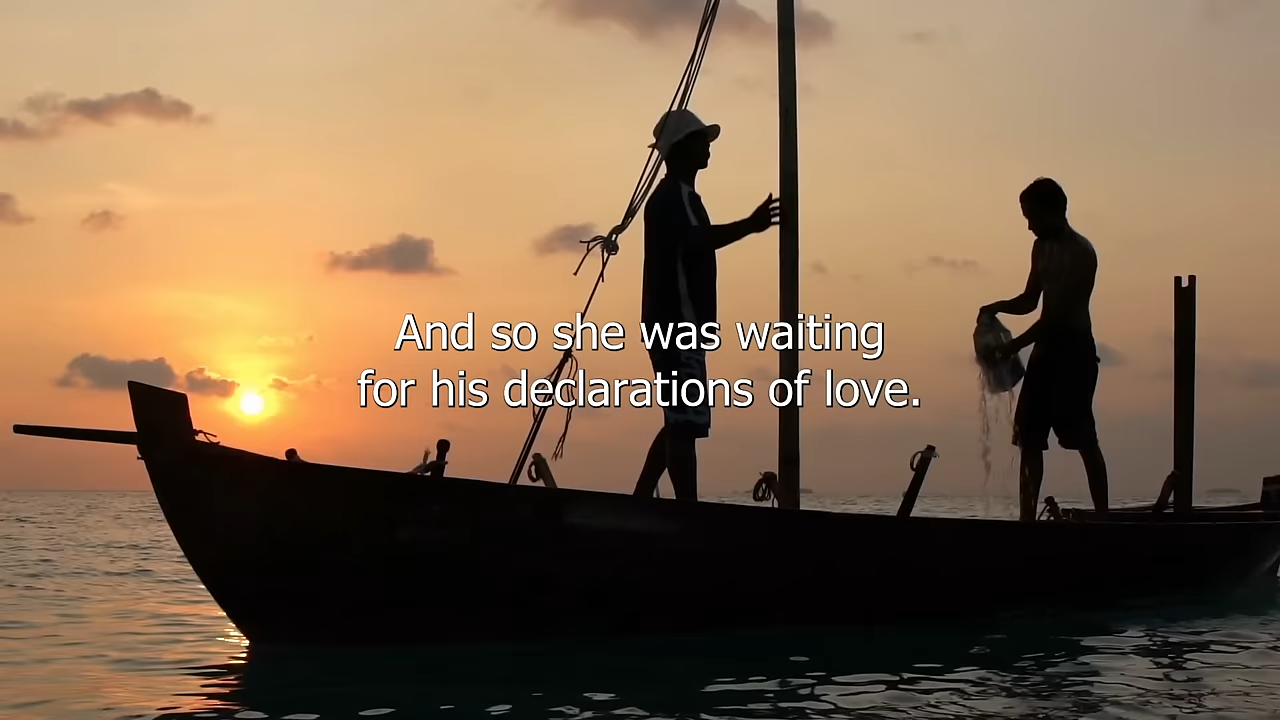 And so she was waiting
for his declarations of love.